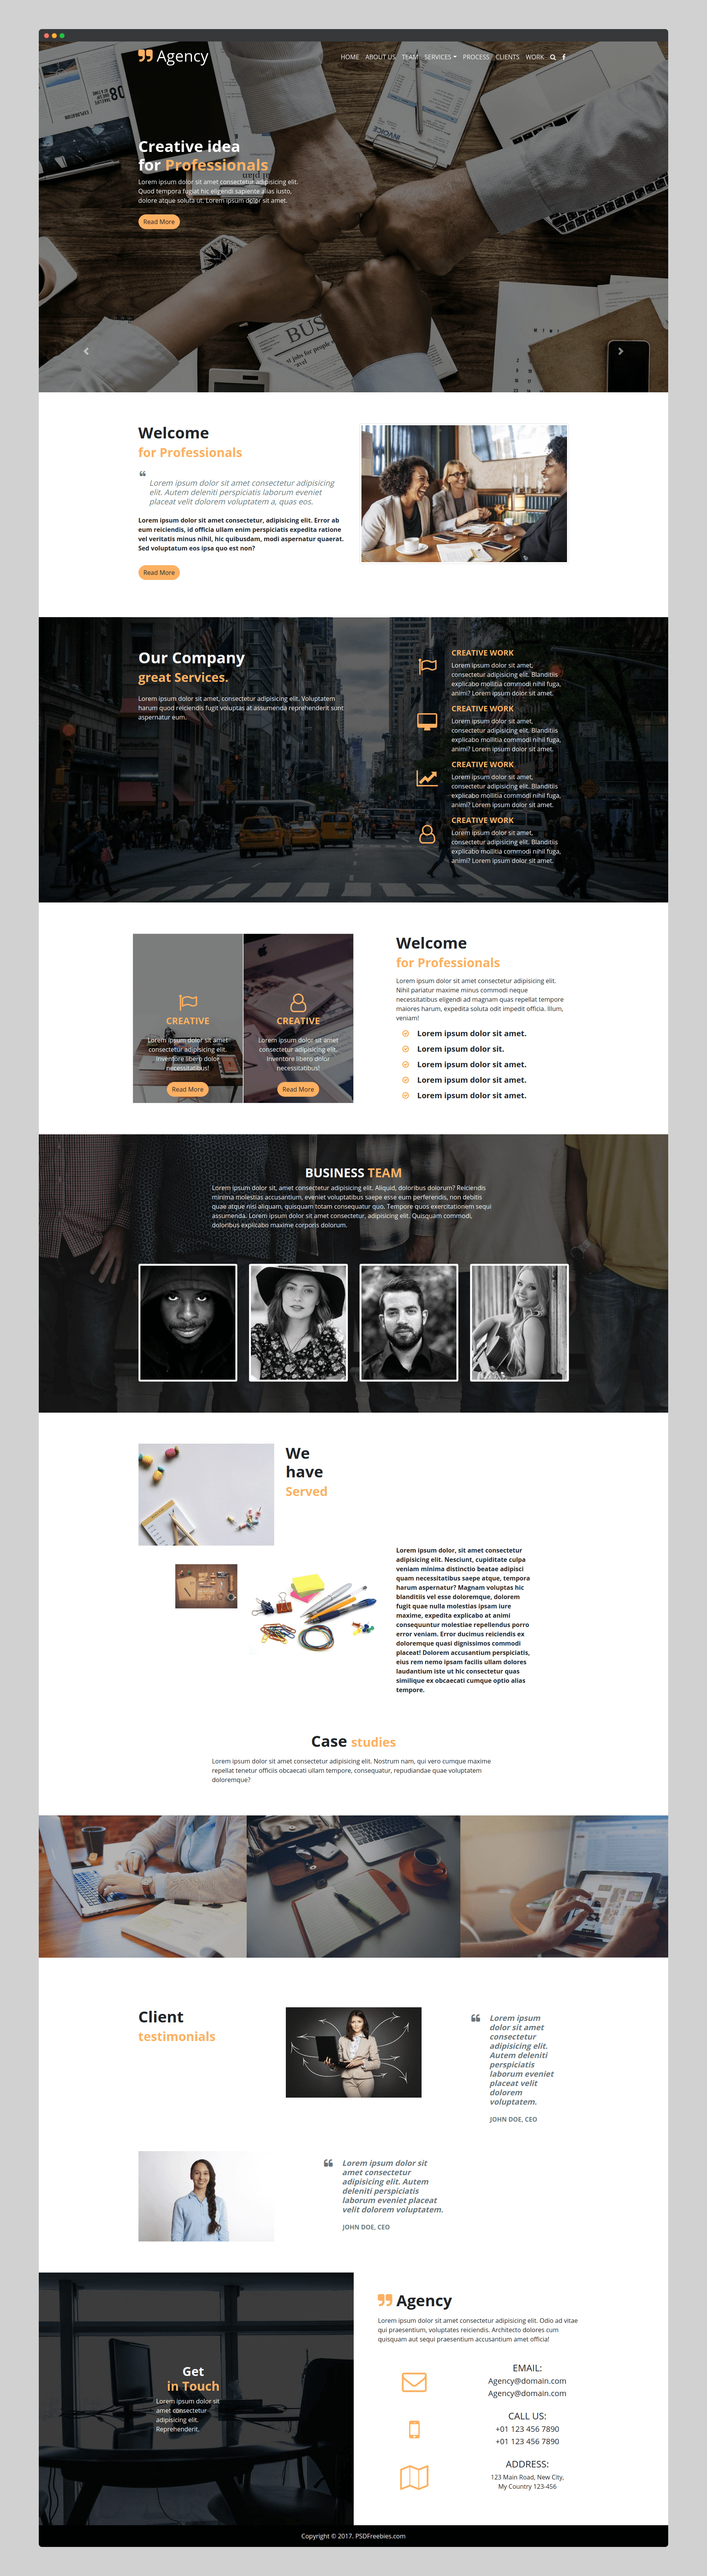 Agency
HOME ABOUT US TEAM SERVICES PROCESS CLIENTS WORK
Creative idea
for Professionals
Lorem ipsum dolor sit amet consectetur adipisicing elit.
Quod tempora fugiat hic eligendi sapiente alias iusto,
dolore atque soluta ut. Lorem ipsum dolor sit amet.
Read More
Welcome
for Professionals
Lorem ipsum dolor sit amet consectetur adipisicing
elit. Autem deleniti perspiciatis laborum eveniet
placeat velit dolorem voluptatem a, quas eos.
Lorem ipsum dolor sit amet consectetur, adipisicing elit. Error ab
eum reiciendis, id officia ullam enim perspiciatis expedita ratione
vel veritatis minus nihil, hic quibusdam, modi aspernatur quaerat.
Sed voluptatum eos ipsa quo est non?
Read More
Our Company
great Services.
Lorem ipsum dolor sit amet, consectetur adipisicing elit. Voluptatem
harum quod reiciendis fugit voluptas at assumenda reprehenderit sunt
aspernatur eum.
CREATIVE WORK
Lorem ipsum dolor sit amet,
consectetur adipisicing elit. Blanditiis
explicabo mollitia commodi nihil fuga,
animi? Lorem ipsum dolor sit amet.
CREATIVE WORK
Lorem ipsum dolor sit amet,
consectetur adipisicing elit. Blanditiis
explicabo mollitia commodi nihil fuga,
animi? Lorem ipsum dolor sit amet.
CREATIVE WORK
Lorem ipsum dolor sit amet,
consectetur adipisicing elit. Blanditiis
explicabo mollitia commodi nihil fuga,
animi? Lorem ipsum dolor sit amet.
CREATIVE WORK
Lorem ipsum dolor sit amet,
consectetur adipisicing elit. Blanditiis
explicabo mollitia commodi nihil fuga,
animi? Lorem ipsum dolor sit amet.
CREATIVE
Lorem ipsum dolor sit amet
consectetur adipisicing elit.
Inventore libero dolor
necessitatibus!
Read More
CREATIVE
Lorem ipsum dolor sit amet
consectetur adipisicing elit.
Inventore libero dolor
necessitatibus!
Read More
Welcome
for Professionals
Lorem ipsum dolor sit amet consectetur adipisicing elit.
Nihil pariatur maxime minus commodi neque
necessitatibus eligendi ad magnam quas repellat tempore
maiores harum, expedita soluta odit impedit officia. Illum,
veniam!
Lorem ipsum dolor sit amet.
Lorem ipsum dolor sit.
Lorem ipsum dolor sit amet.
Lorem ipsum dolor sit amet.
Lorem ipsum dolor sit amet.
BUSINESS TEAM
Lorem ipsum dolor sit, amet consectetur adipisicing elit. Aliquid, doloribus dolorum? Reiciendis
minima molestias accusantium, eveniet voluptatibus saepe esse eum perferendis, non debitis
quae atque nisi aliquam, quisquam totam consequatur quo. Tempore quos exercitationem sequi
assumenda. Lorem ipsum dolor sit amet consectetur, adipisicing elit. Quisquam commodi,
doloribus explicabo maxime corporis dolorum.
We
have
Served
Lorem ipsum dolor, sit amet consectetur
adipisicing elit. Nesciunt, cupiditate culpa
veniam minima distinctio beatae adipisci
quam necessitatibus saepe atque, tempora
harum aspernatur? Magnam voluptas hic
blanditiis vel esse doloremque, dolorem
fugit quae nulla molestias ipsam iure
maxime, expedita explicabo at animi
consequuntur molestiae repellendus porro
error veniam. Error ducimus reiciendis ex
doloremque quasi dignissimos commodi
placeat! Dolorem accusantium perspiciatis,
eius rem nemo ipsam facilis ullam dolores
laudantium iste ut hic consectetur quas
similique ex obcaecati cumque optio alias
tempore.
Case studies
Lorem ipsum dolor sit amet consectetur adipisicing elit. Nostrum nam, qui vero cumque maxime
repellat tenetur officiis obcaecati ullam tempore, consequatur, repudiandae quae voluptatem
doloremque?
Client
testimonials
Lorem ipsum
dolor sit amet
consectetur
adipisicing elit.
Autem deleniti
perspiciatis
laborum eveniet
placeat velit
dolorem
voluptatem.
JOHN DOE, CEO
Lorem ipsum dolor sit
amet consectetur
adipisicing elit. Autem
deleniti perspiciatis
laborum eveniet placeat
velit dolorem voluptatem.
JOHN DOE, CEO
Get
in Touch
Lorem ipsum dolor sit
amet consectetur
adipisicing elit.
Reprehenderit.
Agency
Lorem ipsum dolor sit amet consectetur adipisicing elit. Odio ad vitae
qui praesentium, voluptates reiciendis. Architecto dolores cum
quisquam aut sequi praesentium accusantium amet officia!
EMAIL:
Agency@domain.com
Agency@domain.com
CALL US:
+01 123 456 7890
+01 123 456 7890
ADDRESS:
123 Main Road, New City,
My Country 123-456
Copyright © 2017. PSDFreebies.com